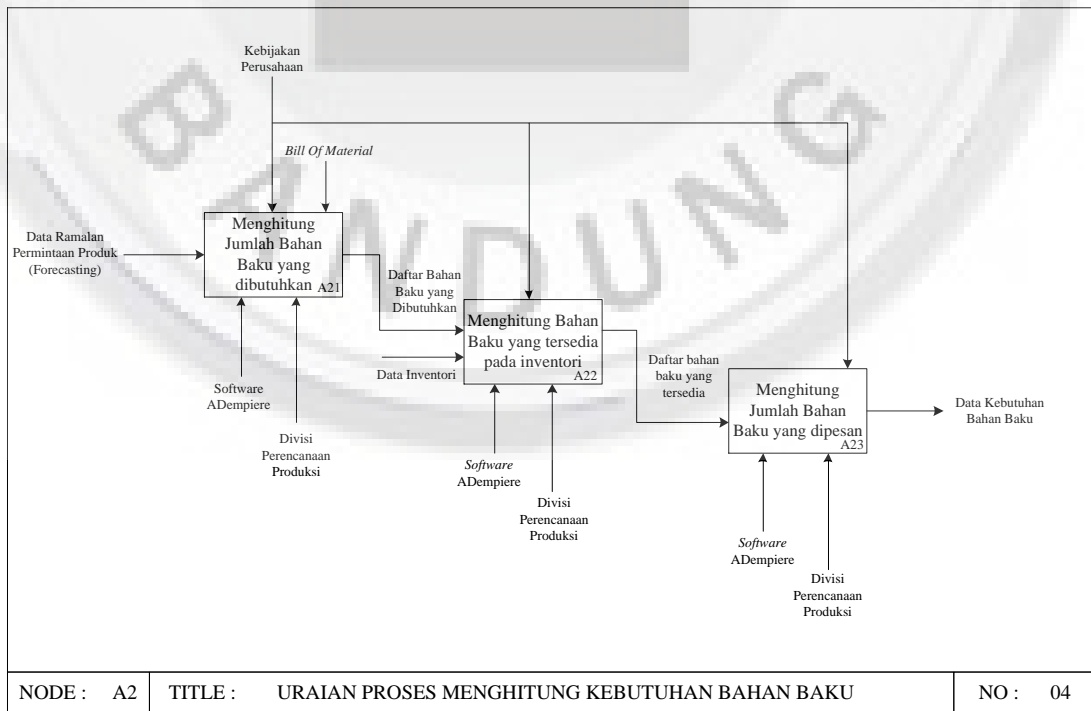 Kebijakan
Perusahaan
BANDUNG
Bill Of Material
Data Ramalan
Permintaan Produk
(Forecasting)
Menghitung
Jumlah Bahan
Baku yang
dibutuhkan A21
Daftar Bahan
Baku yang
Dibutuhkan
Data Inventori
Menghitung Bahan
Baku yang tersedia
pada inventori
A22
Daftar bahan
baku yang
tersedia
Menghitung
Jumlah Bahan
Baku yang dipesan
A23
Data Kebutuhan
Bahan Baku
Software
ADempiere
Divisi
Perencanaan
Produksi
Software
ADempiere
Divisi
Perencanaan
Produksi
Software
ADempiere
Divisi
Perencanaan
Produksi
NODE : A2 TITLE : URAIAN PROSES MENGHITUNG KEBUTUHAN BAHAN BAKU NO : 04